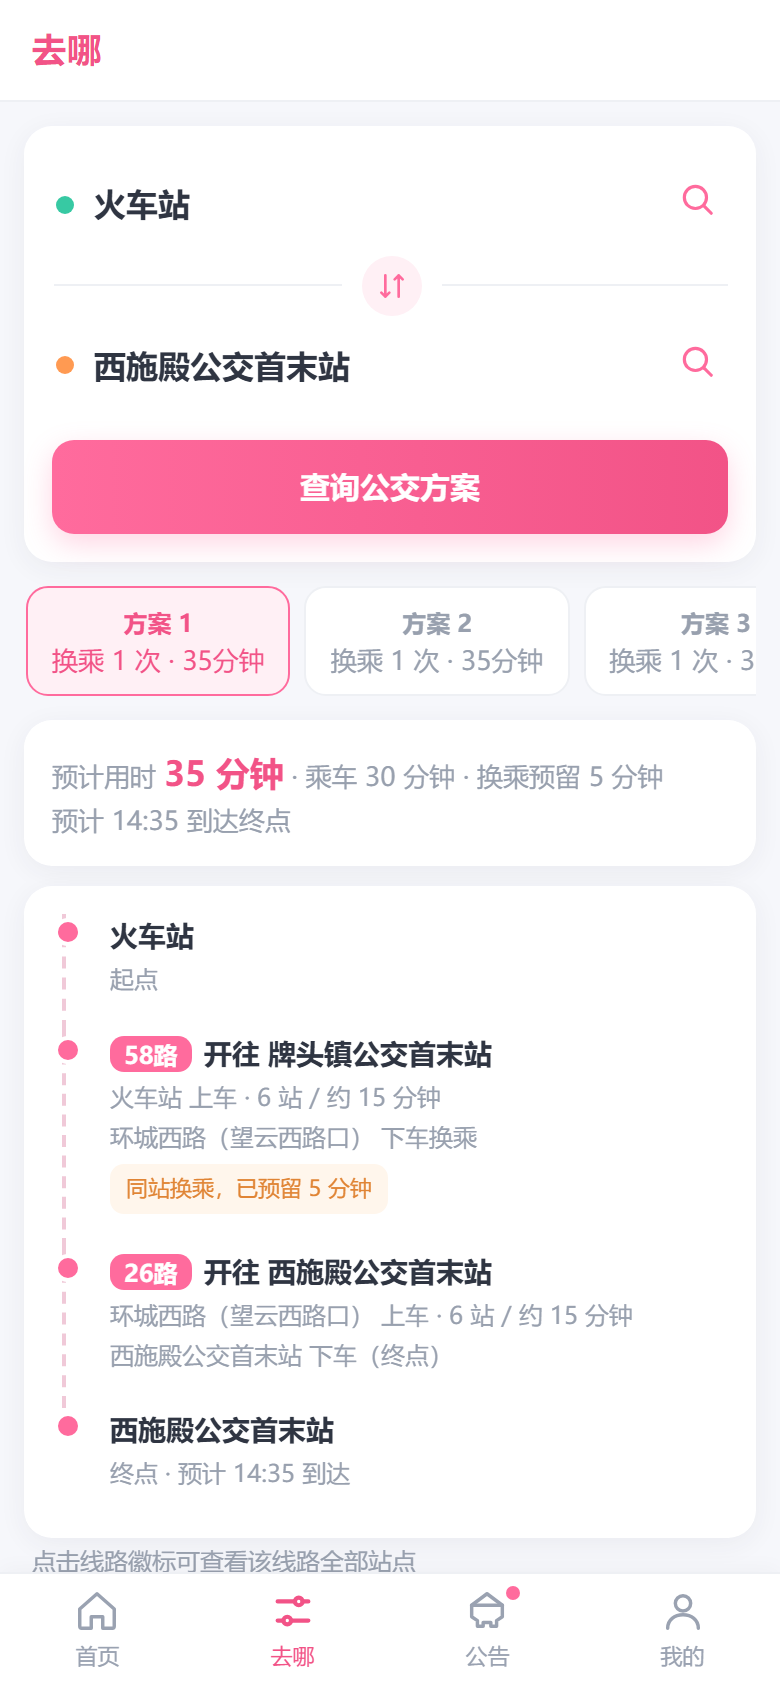 去哪
火车站
西施殿公交首末站
查询公交方案
方案 1
换乘 1 次 · 35分钟
方案 2
换乘 1 次 · 35分钟
方案 3
换乘 1 次 · 3
预计用时 35 分钟 · 乘车 30 分钟 · 换乘预留 5 分钟
预计 14:35 到达终点
火车站
起点
58路 开往 牌头镇公交首末站
火车站 上车 · 6 站 / 约 15 分钟
环城西路（望云西路口） 下车换乘
同站换乘，已预留 5 分钟
26路 开往 西施殿公交首末站
环城西路（望云西路口） 上车 · 6 站 / 约 15 分钟
西施殿公交首末站 下车（终点）
西施殿公交首末站
终点 · 预计 14:35 到达
点击线路徽标可查看该线路全部站点
首页
去哪
公告
我的